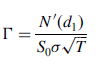 Γ = N′(d₁) / (S₀σ√T)